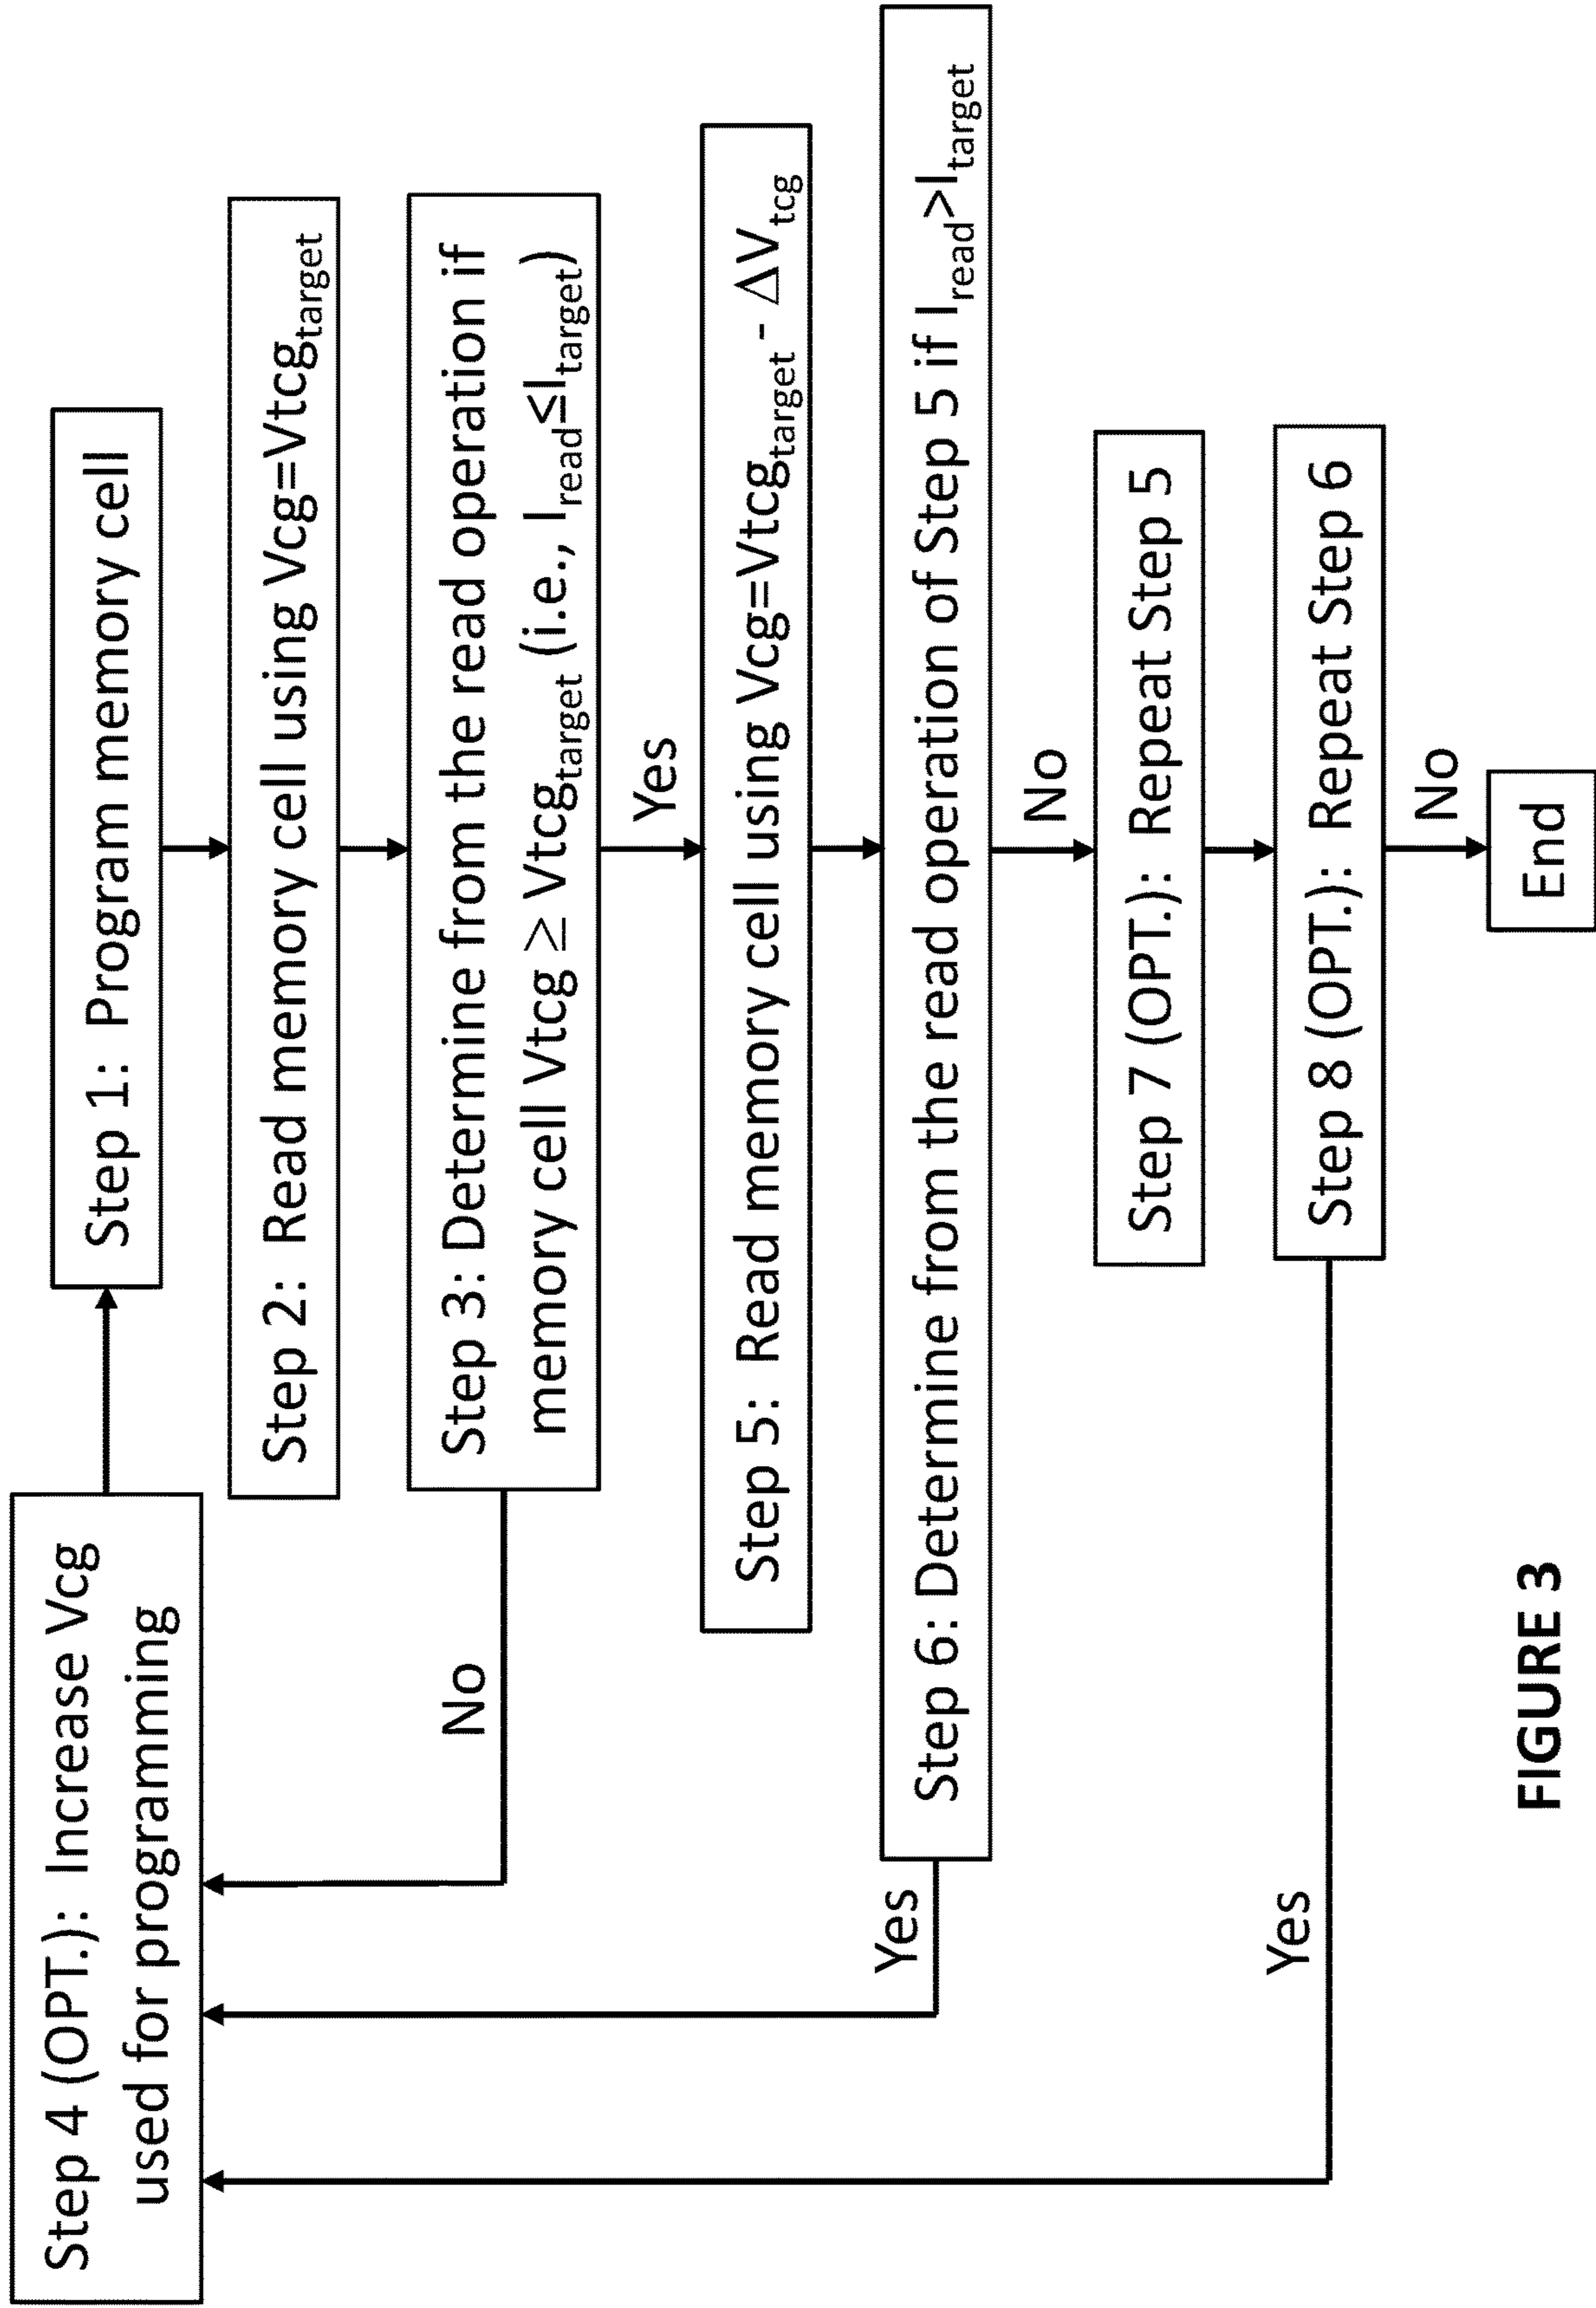 Step 4 (OPT.): Increase Vcg
used for programming
Step 1: Program memory cell
Step 2: Read memory cell using Vcg=Vtcgtarget
Step 3: Determine from the read operation if
memory cell Vtcg ≥ Vtcgtarget (i.e., Iread≤Itarget)
No
Yes
Step 5: Read memory cell using Vcg=Vtcgtarget - ΔVtcg
Step 6: Determine from the read operation of Step 5 if Iread>Itarget
Yes
No
Step 7 (OPT.): Repeat Step 5
Step 8 (OPT.): Repeat Step 6
Yes
No
End
FIGURE 3